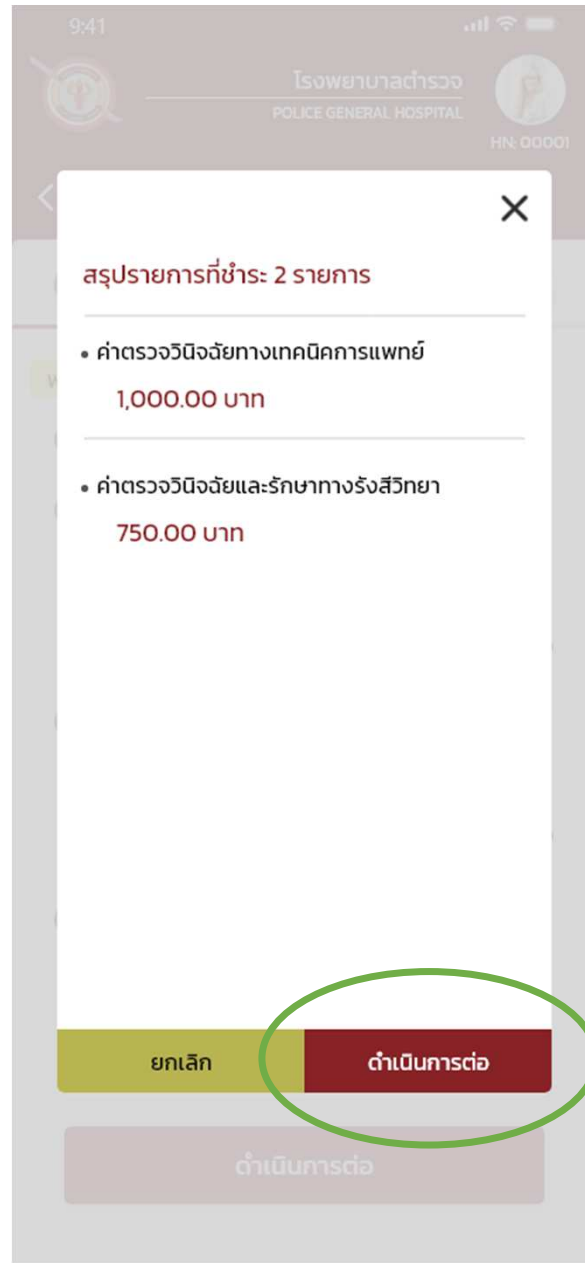 9:41
โรงพยาบาลตำรวจ
POLICE GENERAL HOSPITAL
HN: 00001
สรุปรายการที่ชำระ 2 รายการ
• ค่าตรวจวินิจฉัยทางเทคนิคการแพทย์
1,000.00 บาท
• ค่าตรวจวินิจฉัยและรักษาทางรังสีวิทยา
750.00 บาท
ยกเลิก
ดำเนินการต่อ
ดำเนินการต่อ